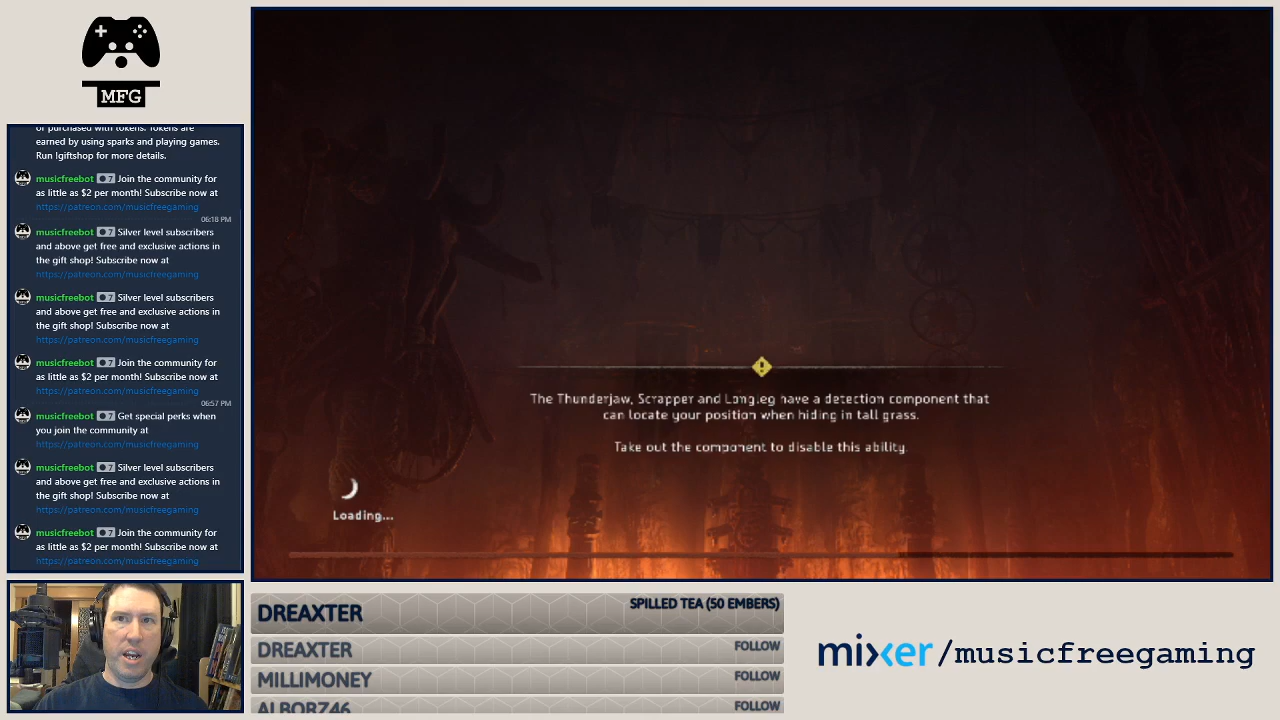 MFG
or purchased with tokens. Tokens are
earned by using sparks and playing games.
Run !giftshop for more details.
musicfreebot 7 Join the community for
as little as $2 per month! Subscribe now at
https://patreon.com/musicfreegaming
06:18 PM
musicfreebot 7 Silver level subscribers
and above get free and exclusive actions in
the gift shop! Subscribe now at
https://patreon.com/musicfreegaming
musicfreebot 7 Silver level subscribers
and above get free and exclusive actions in
the gift shop! Subscribe now at
https://patreon.com/musicfreegaming
musicfreebot 7 Join the community for
as little as $2 per month! Subscribe now at
https://patreon.com/musicfreegaming
06:57 PM
musicfreebot 7 Get special perks when
you join the community at
https://patreon.com/musicfreegaming
musicfreebot 7 Silver level subscribers
and above get free and exclusive actions in
the gift shop! Subscribe now at
https://patreon.com/musicfreegaming
musicfreebot 7 Join the community for
as little as $2 per month! Subscribe now at
https://patreon.com/musicfreegaming
The Thunderjaw, Scrapper and Longleg have a detection component that
can locate your position when hiding in tall grass.
Take out the component to disable this ability.
Loading...
DREAXTER SPILLED TEA (50 EMBERS)
DREAXTER FOLLOW
MILLIMONEY FOLLOW
ALBORZ46 FOLLOW
mixer/musicfreegaming